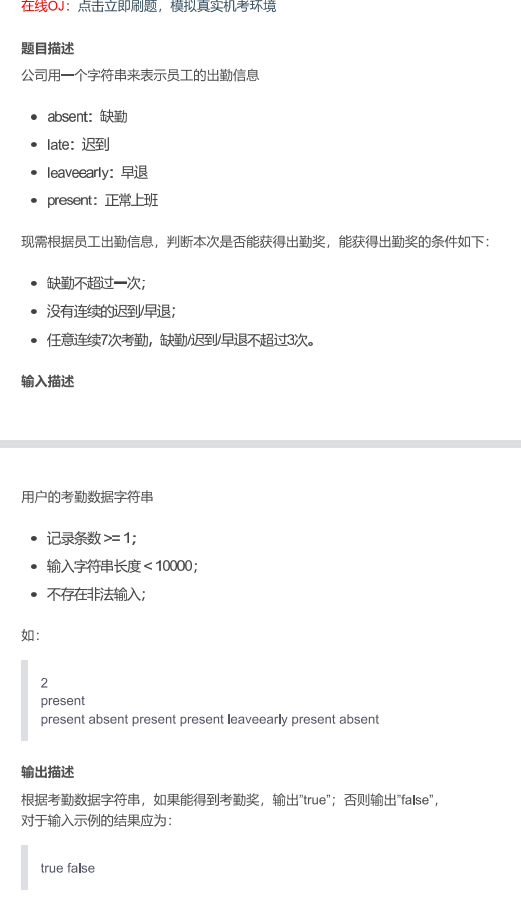 在线OJ：点击立即刷题，模拟真实机考环境
题目描述
公司用一个字符串来表示员工的出勤信息
• absent：缺勤
• late：迟到
• leaveearly：早退
• present：正常上班
现需根据员工出勤信息，判断本次是否能获得出勤奖，能获得出勤奖的条件如下：
• 缺勤不超过一次；
• 没有连续的迟到/早退；
• 任意连续7次考勤，缺勤/迟到/早退不超过3次。
输入描述
用户的考勤数据字符串
• 记录条数 >= 1；
• 输入字符串长度 < 10000；
• 不存在非法输入；
如：
2
present
present absent present present leaveearly present absent
输出描述
根据考勤数据字符串，如果能得到考勤奖，输出"true"；否则输出"false"，
对于输入示例的结果应为：
true false